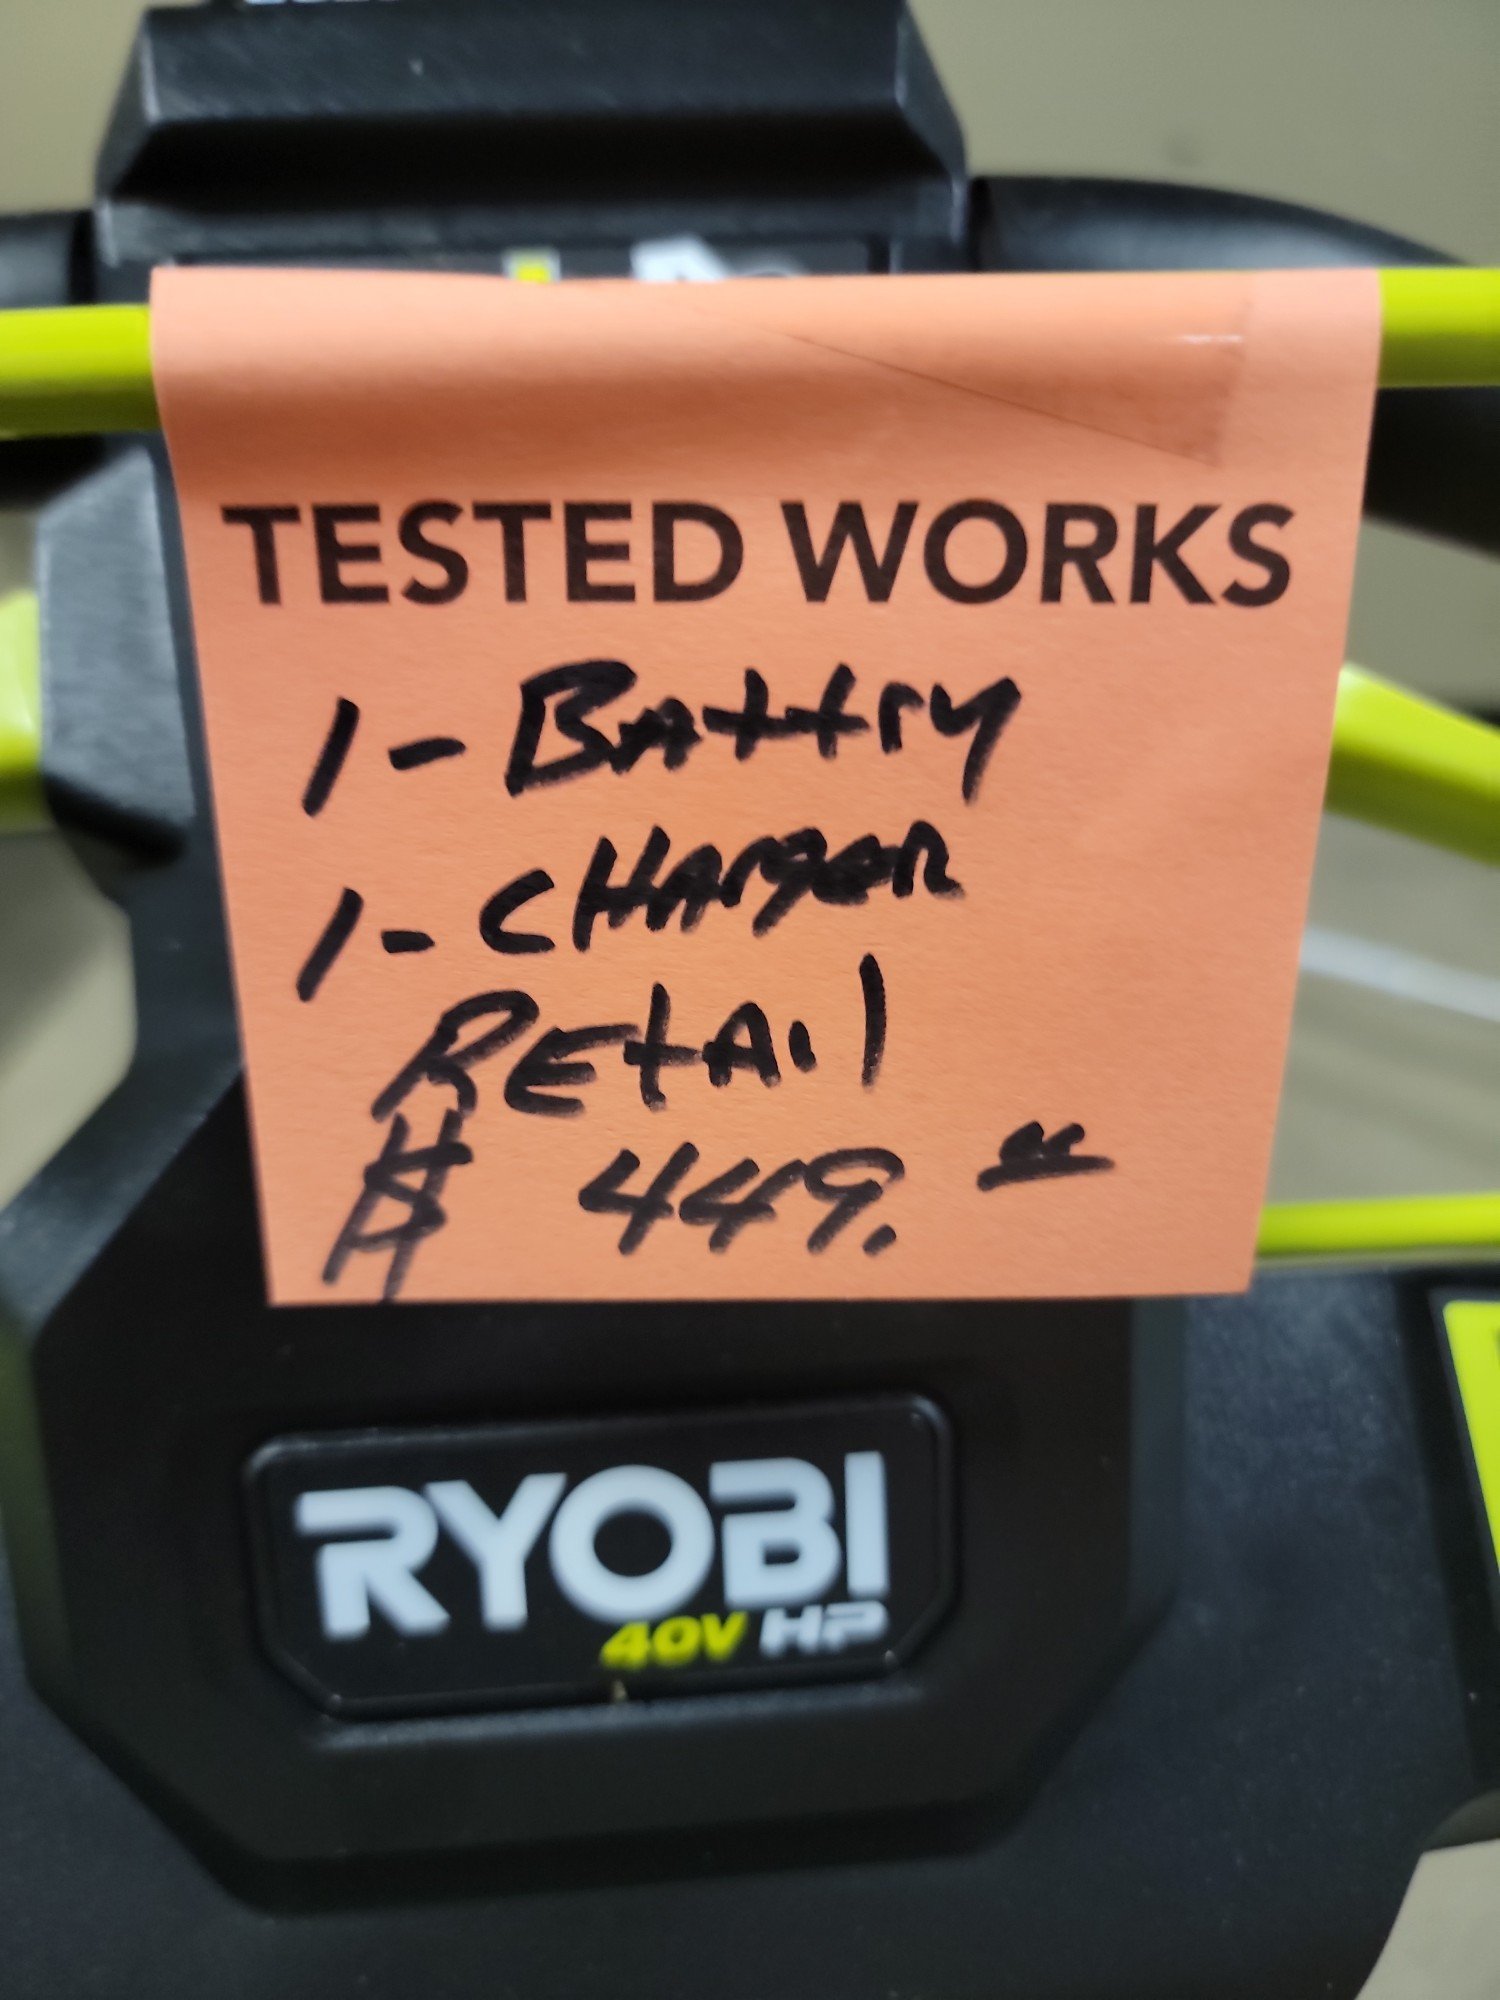 TESTED WORKS
1-BAttry
1-CHArger
REtAil
$ 449.
RYOBI
40V HP